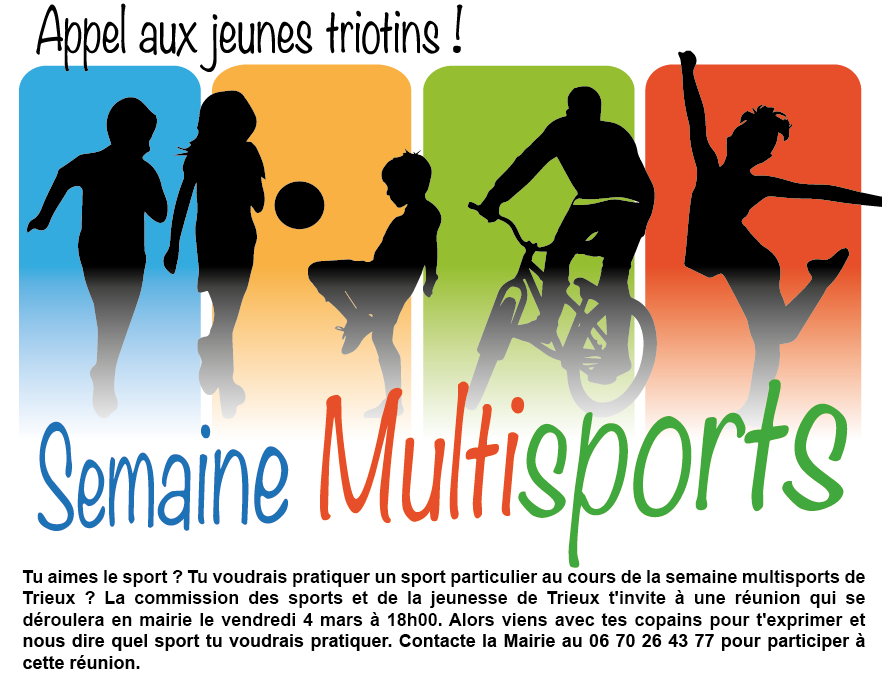 Appel aux jeunes triotins !
Semaine Multisports
Tu aimes le sport ? Tu voudrais pratiquer un sport particulier au cours de la semaine multisports de
Trieux ? La commission des sports et de la jeunesse de Trieux t'invite à une réunion qui se
déroulera en mairie le vendredi 4 mars à 18h00. Alors viens avec tes copains pour t'exprimer et
nous dire quel sport tu voudrais pratiquer. Contacte la Mairie au 06 70 26 43 77 pour participer à
cette réunion.